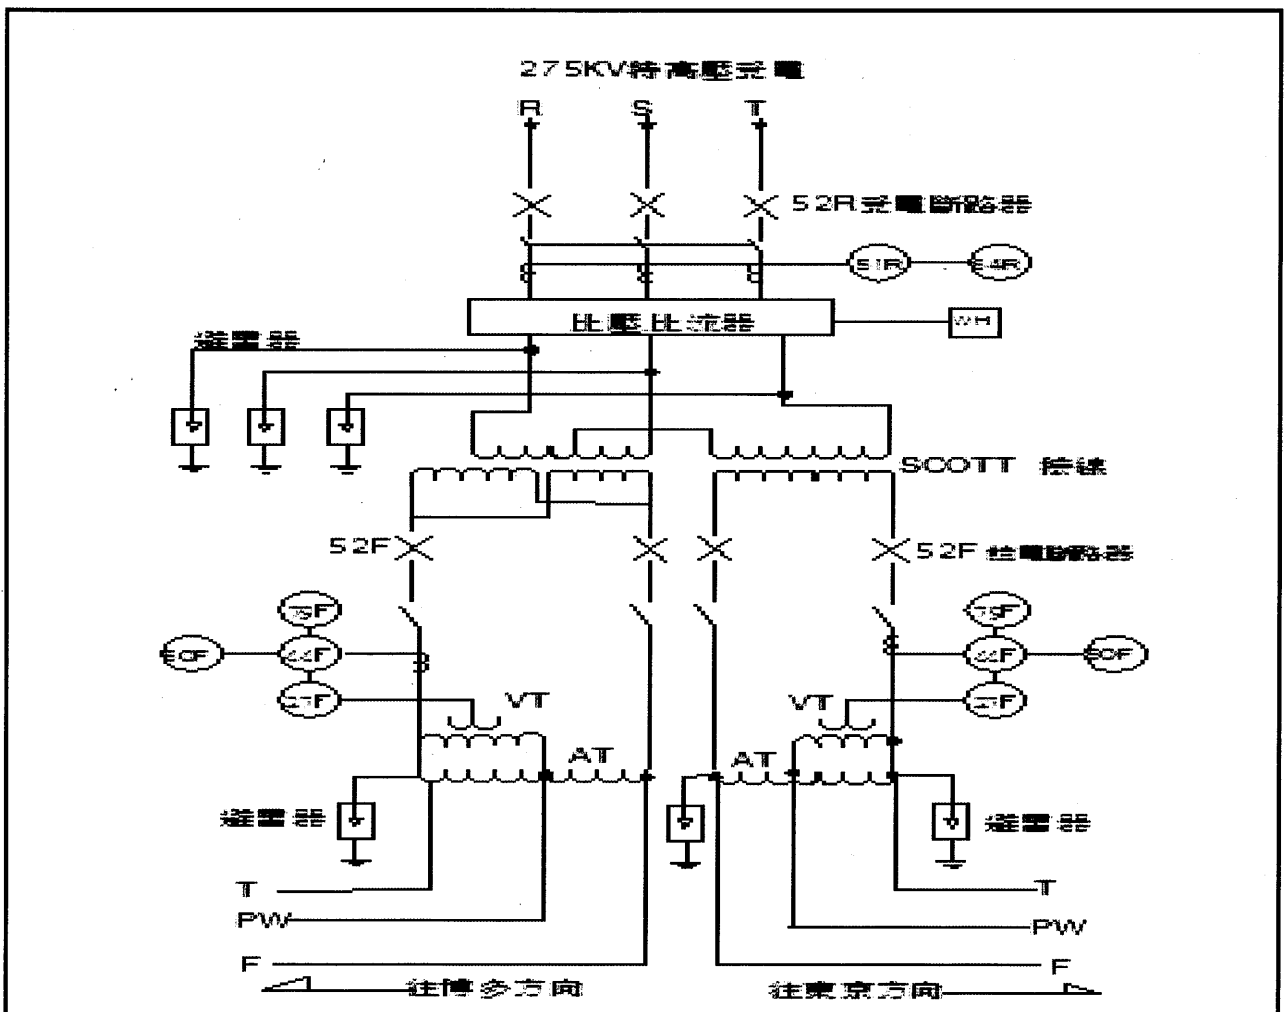 275KV特高壓受電
R S T
52R受電斷路器
51R 64R
比壓比流器 WH
避雷器
SCOTT 接線
52F 52F 饋電斷路器
79F 79F
50F 44F 44F 50F
27F VT VT 27F
AT AT
避雷器 避雷器
T T
PW PW
F F
往博多方向 往東京方向